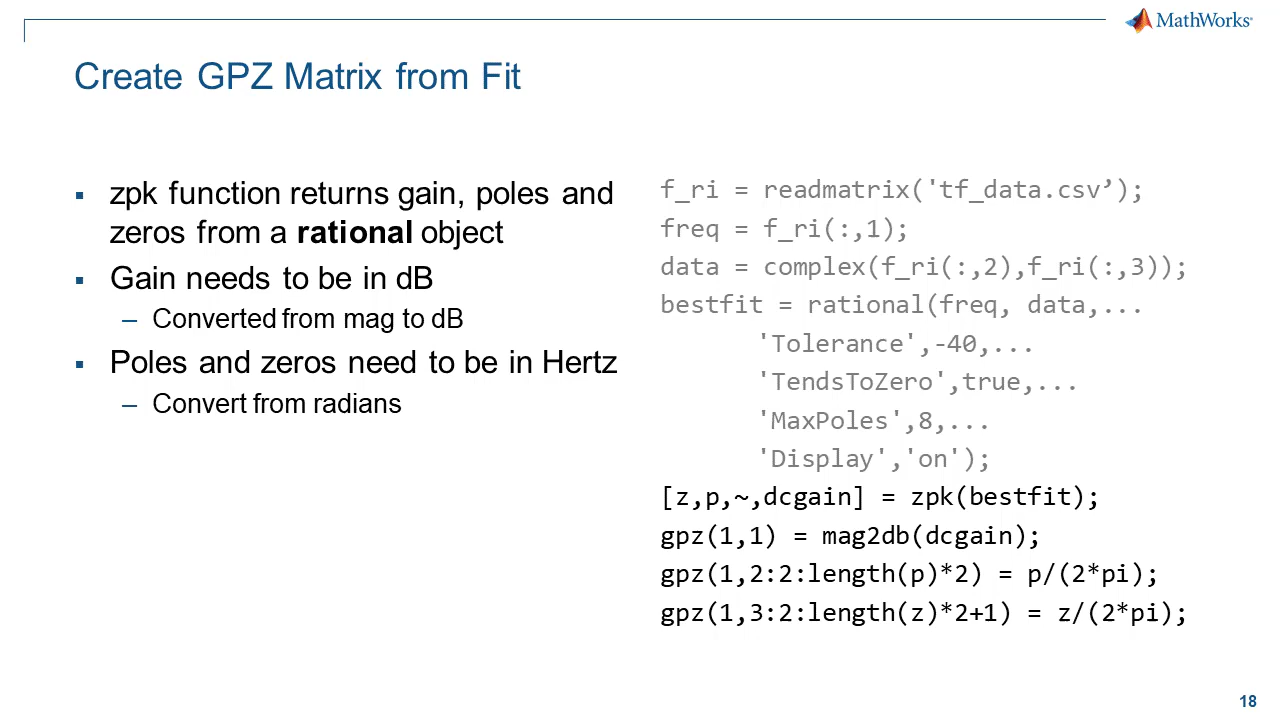 MathWorks®
Create GPZ Matrix from Fit
▪ zpk function returns gain, poles and
zeros from a rational object
▪ Gain needs to be in dB
– Converted from mag to dB
▪ Poles and zeros need to be in Hertz
– Convert from radians
f_ri = readmatrix('tf_data.csv’);
freq = f_ri(:,1);
data = complex(f_ri(:,2),f_ri(:,3));
bestfit = rational(freq, data,...
'Tolerance',-40,...
'TendsToZero',true,...
'MaxPoles',8,...
'Display','on');
[z,p,~,dcgain] = zpk(bestfit);
gpz(1,1) = mag2db(dcgain);
gpz(1,2:2:length(p)*2) = p/(2*pi);
gpz(1,3:2:length(z)*2+1) = z/(2*pi);
18